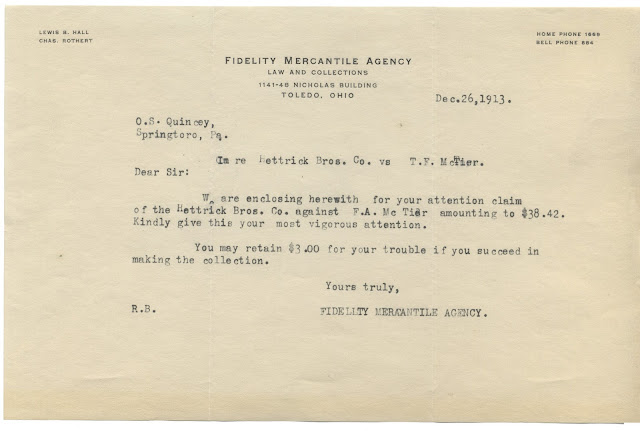 LEWIS B. HALL
CHAS. ROTHERT
HOME PHONE 1669
BELL PHONE 884
FIDELITY MERCANTILE AGENCY
LAW AND COLLECTIONS
1141-48 NICHOLAS BUILDING
TOLEDO, OHIO
Dec.26,1913.
O.S. Quincey,
Springtoro, Pa.
In re Hettrick Bros. Co. vs T.F. McTier.
Dear Sir:
We are enclosing herewith for your attention claim
of the Hettrick Bros. Co. against F.A. Mc Tier amounting to $38.42.
Kindly give this your most vigorous attention.
You may retain $3.00 for your trouble if you succeed in
making the collection.
Yours truly,
R.B. FIDELITY MERCANTILE AGENCY.